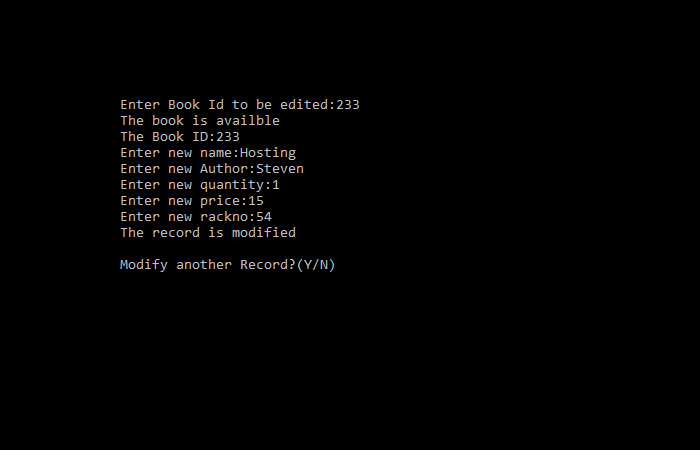 Enter Book Id to be edited:233
The book is availble
The Book ID:233
Enter new name:Hosting
Enter new Author:Steven
Enter new quantity:1
Enter new price:15
Enter new rackno:54
The record is modified
Modify another Record?(Y/N)